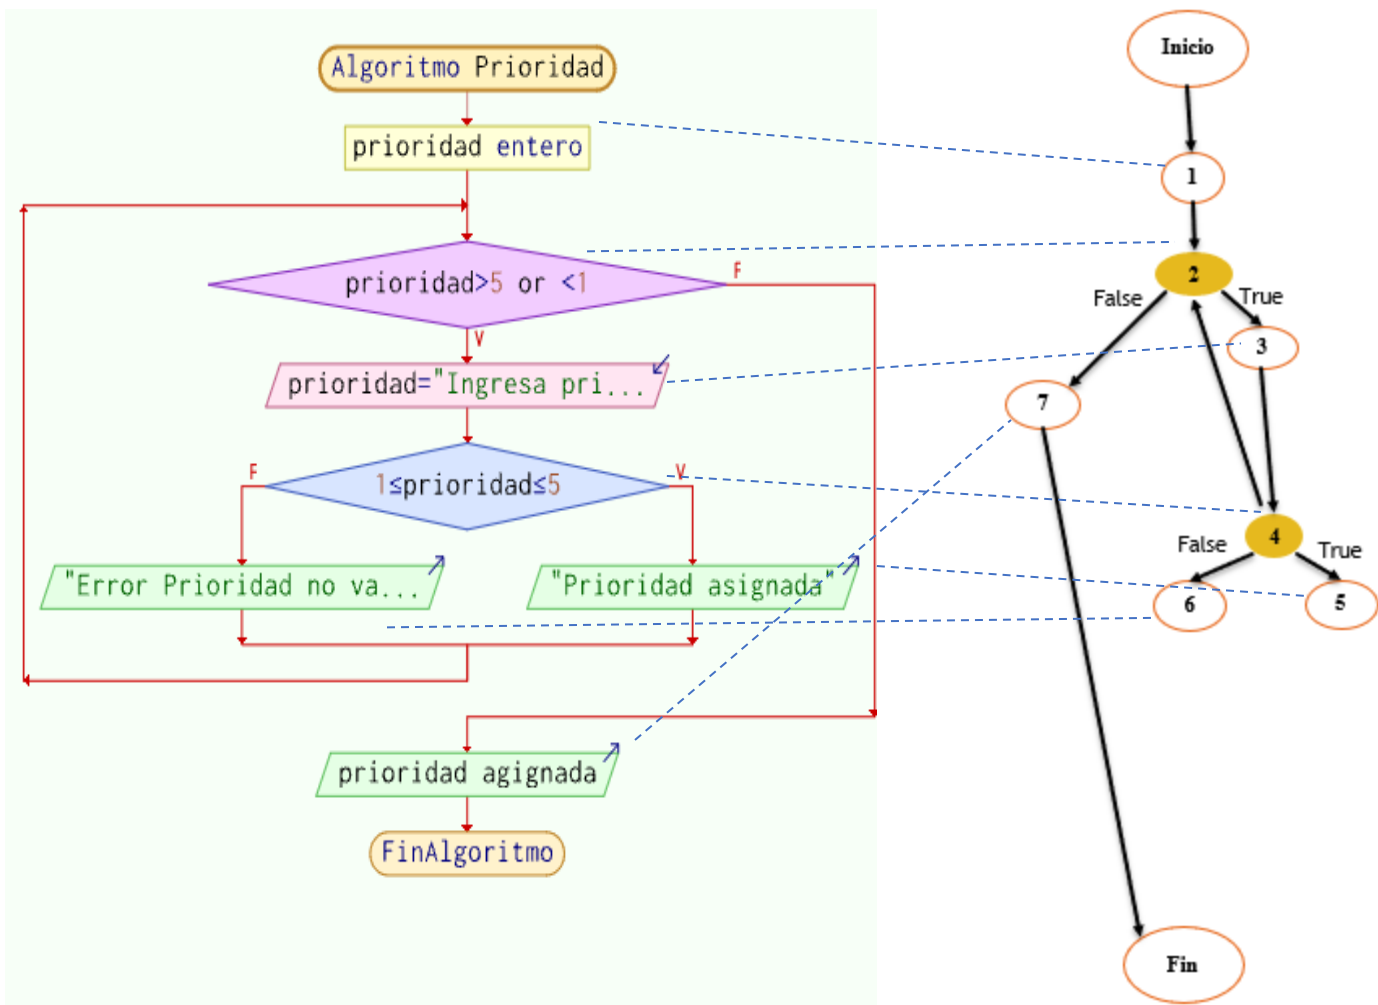 Algoritmo Prioridad
prioridad entero
prioridad>5 or <1
F
V
prioridad="Ingresa pri...
F
1≤prioridad≤5
V
"Error Prioridad no va...
"Prioridad asignada"
prioridad agignada
FinAlgoritmo
Inicio
1
2
False
True
3
7
4
False
True
6
5
Fin